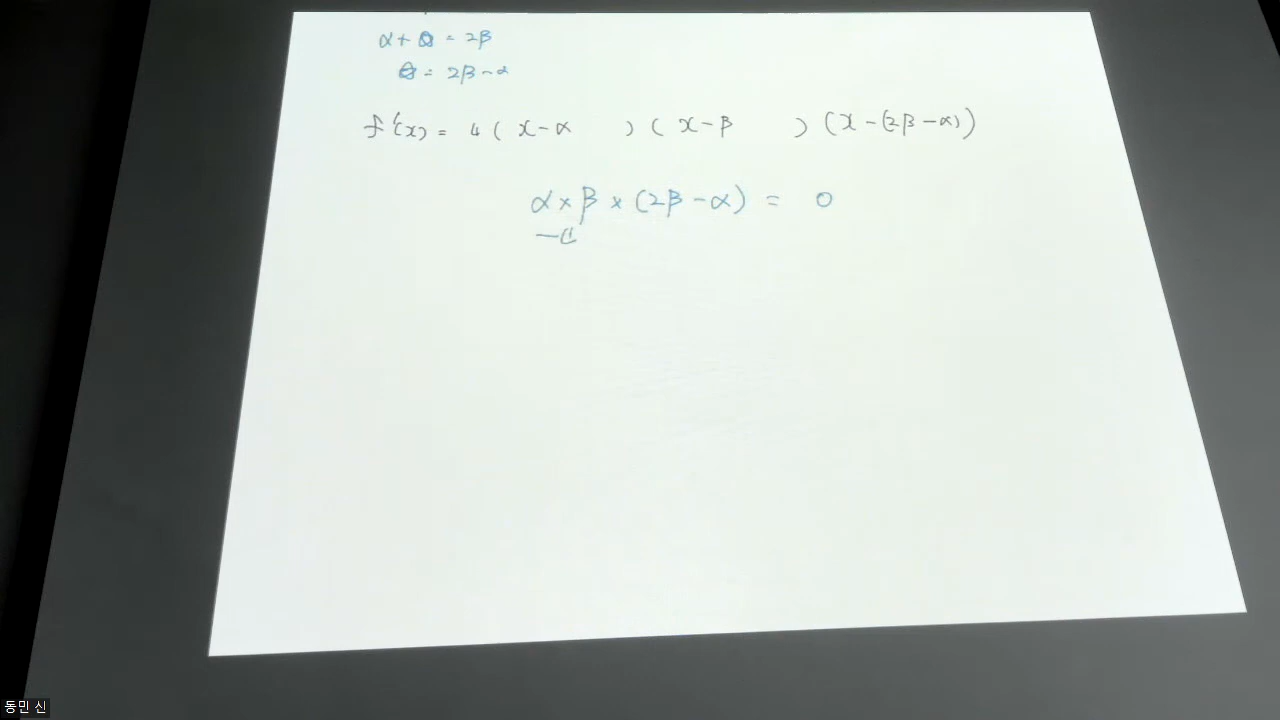 α + θ = 2β
θ = 2β - α
f'(x) = 4 ( x - α ) ( x - β ) (x - (2β - α))
α × β × (2β - α) = 0
동민 신